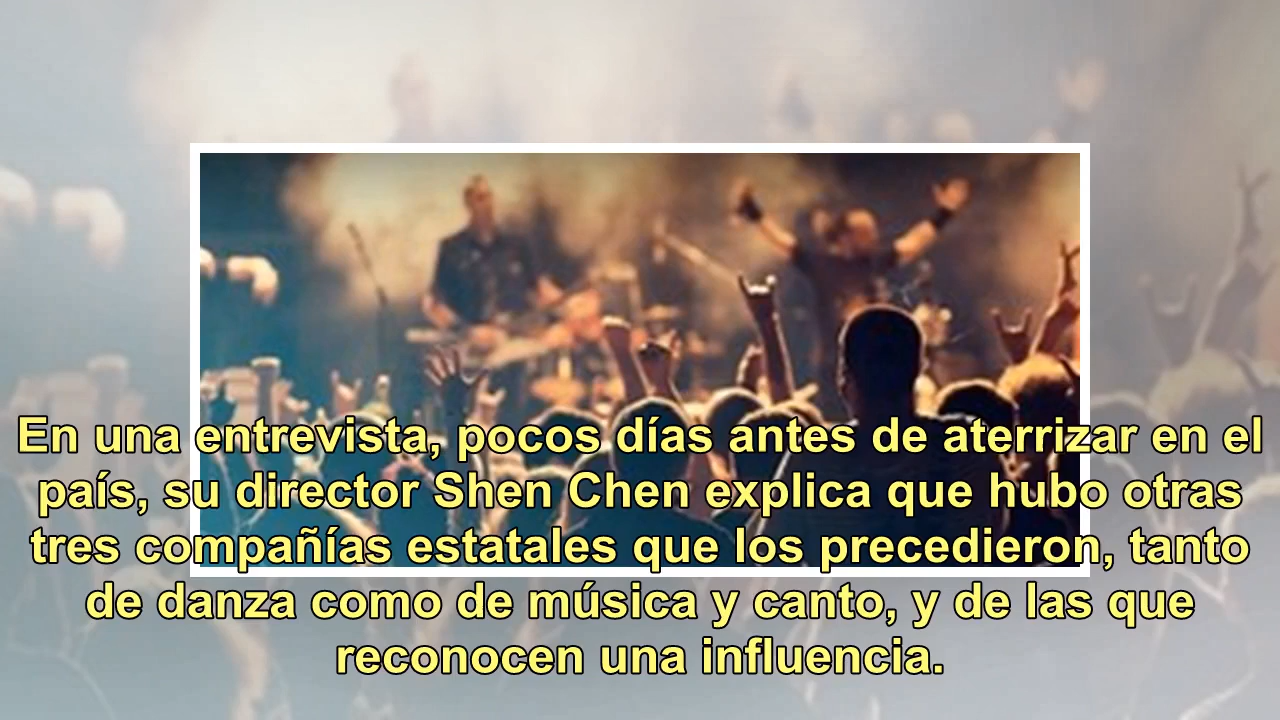 En una entrevista, pocos días antes de aterrizar en el
país, su director Shen Chen explica que hubo otras
tres compañías estatales que los precedieron, tanto
de danza como de música y canto, y de las que
reconocen una influencia.